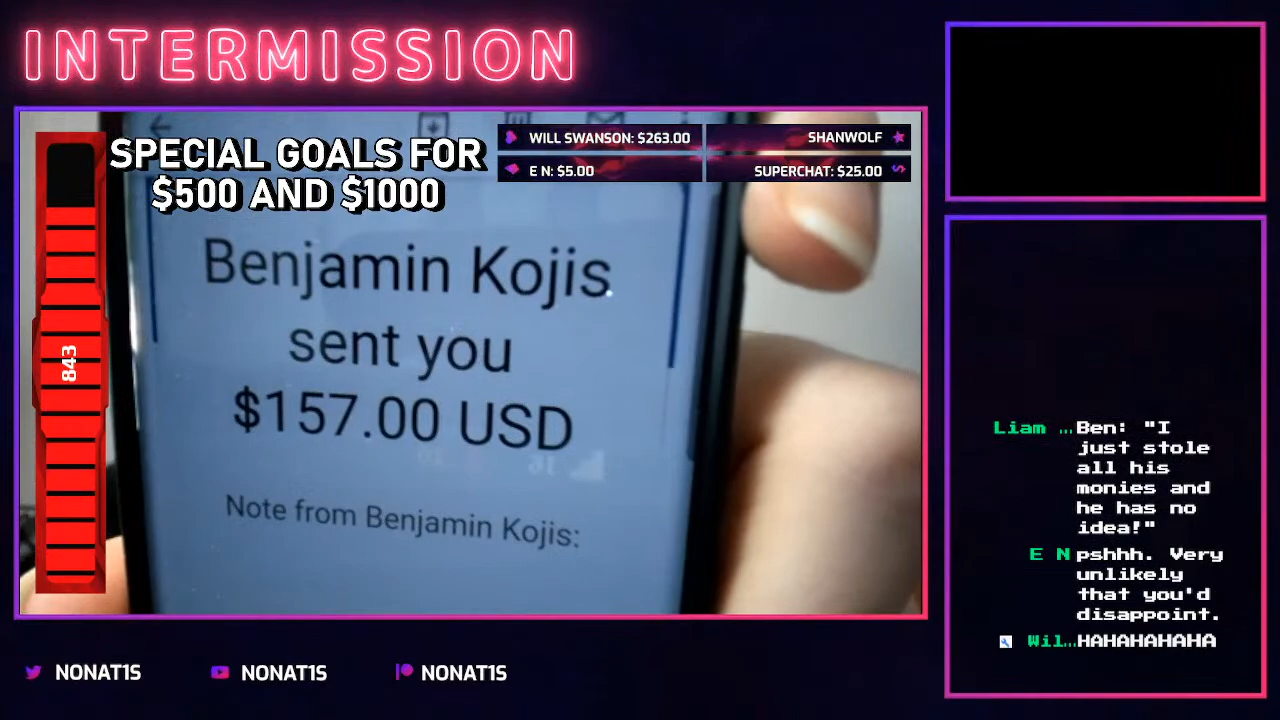 INTERMISSION
SPECIAL GOALS FOR
$500 AND $1000
WILL SWANSON: $263.00
SHANWOLF
E N: $5.00
SUPERCHAT: $25.00
843
Benjamin Kojis
sent you
$157.00 USD
Note from Benjamin Kojis:
Liam ...Ben: "I
just stole
all his
monies and
he has no
idea!"
E N pshhh. Very
unlikely
that you'd
disappoint.
Wil...HAHAHAHAHA
NONAT1S
NONAT1S
NONAT1S